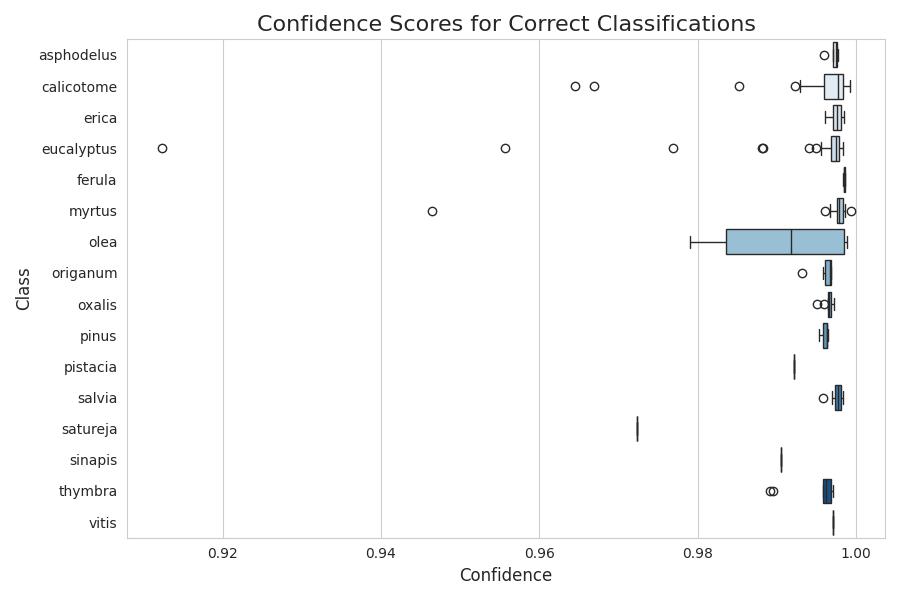 Confidence Scores for Correct Classifications
asphodelus
calicotome
erica
eucalyptus
ferula
myrtus
olea
origanum
oxalis
pinus
pistacia
salvia
satureja
sinapis
thymbra
vitis
Class
0.92 0.94 0.96 0.98 1.00
Confidence